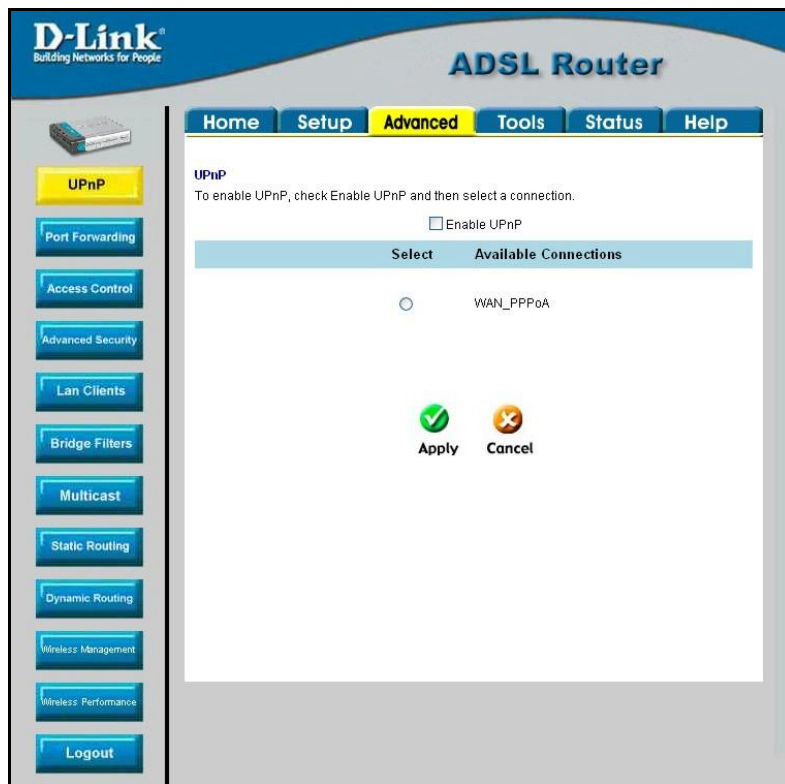 D-Link®
Building Networks for People
ADSL Router
Home Setup Advanced Tools Status Help
UPnP
Port Forwarding
Access Control
Advanced Security
Lan Clients
Bridge Filters
Multicast
Static Routing
Dynamic Routing
Wireless Management
Wireless Performance
Logout
UPnP
To enable UPnP, check Enable UPnP and then select a connection.
Enable UPnP
Select Available Connections
WAN_PPPoA
Apply Cancel